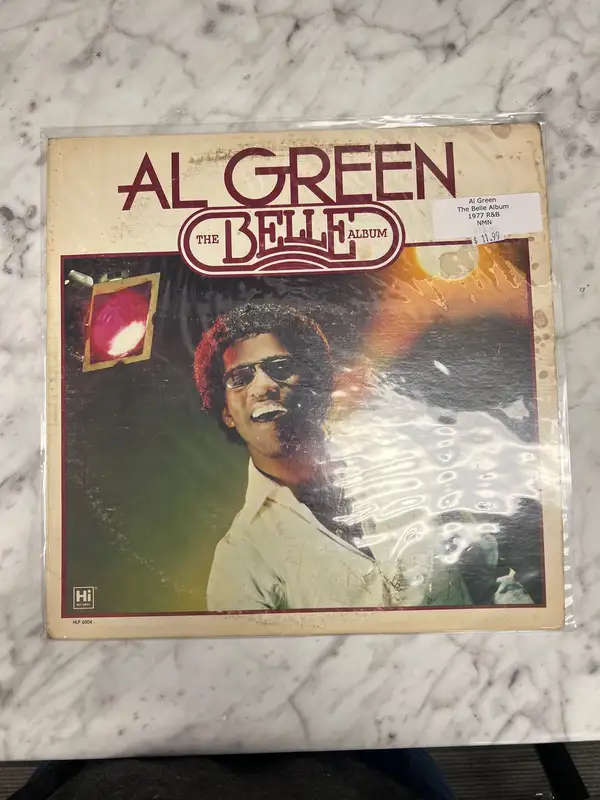 AL GREEN
THE BELLE ALBUM
Al Green
The Belle Album
1977 R&B
NMN
$ 11.99
Hi
HLP 6004